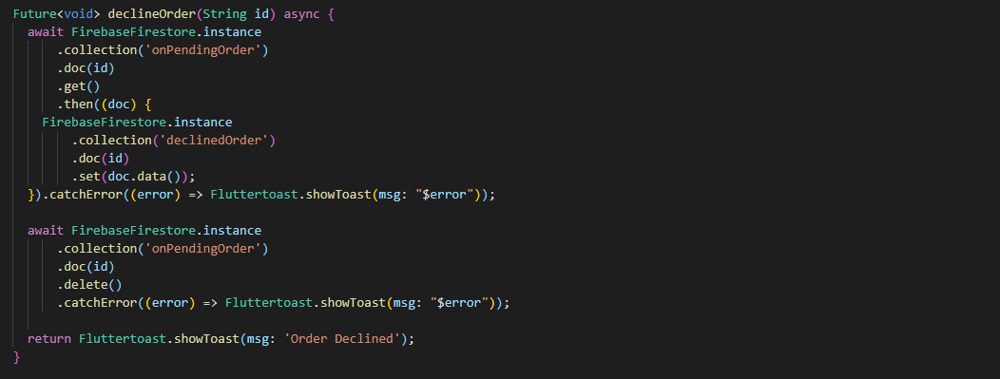 Future<void> declineOrder(String id) async {
await FirebaseFirestore.instance
.collection('onPendingOrder')
.doc(id)
.get()
.then((doc) {
FirebaseFirestore.instance
.collection('declinedOrder')
.doc(id)
.set(doc.data());
}).catchError((error) => Fluttertoast.showToast(msg: "$error"));
await FirebaseFirestore.instance
.collection('onPendingOrder')
.doc(id)
.delete()
.catchError((error) => Fluttertoast.showToast(msg: "$error"));
return Fluttertoast.showToast(msg: 'Order Declined');
}